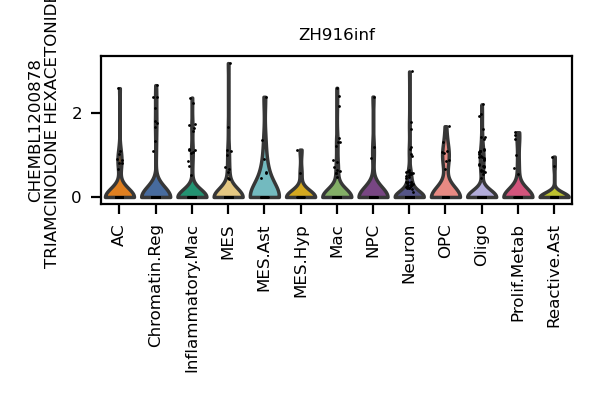 ZH916inf
CHEMBL1200878
TRIAMCINOLONE HEXACETONIDE
2
0
AC
Chromatin.Reg
Inflammatory.Mac
MES
MES.Ast
MES.Hyp
Mac
NPC
Neuron
OPC
Oligo
Prolif.Metab
Reactive.Ast